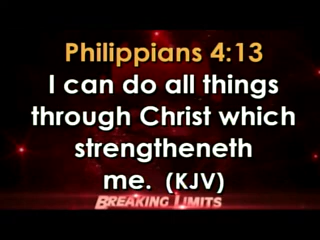 Philippians 4:13
I can do all things
through Christ which
strengtheneth
me. (KJV)
BREAKING LIMITS